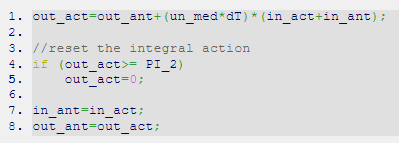 1. out_act=out_ant+(un_med*dT)*(in_act+in_ant);
2.
3. //reset the integral action
4. if (out_act>= PI_2)
5.     out_act=0;
6.
7. in_ant=in_act;
8. out_ant=out_act;